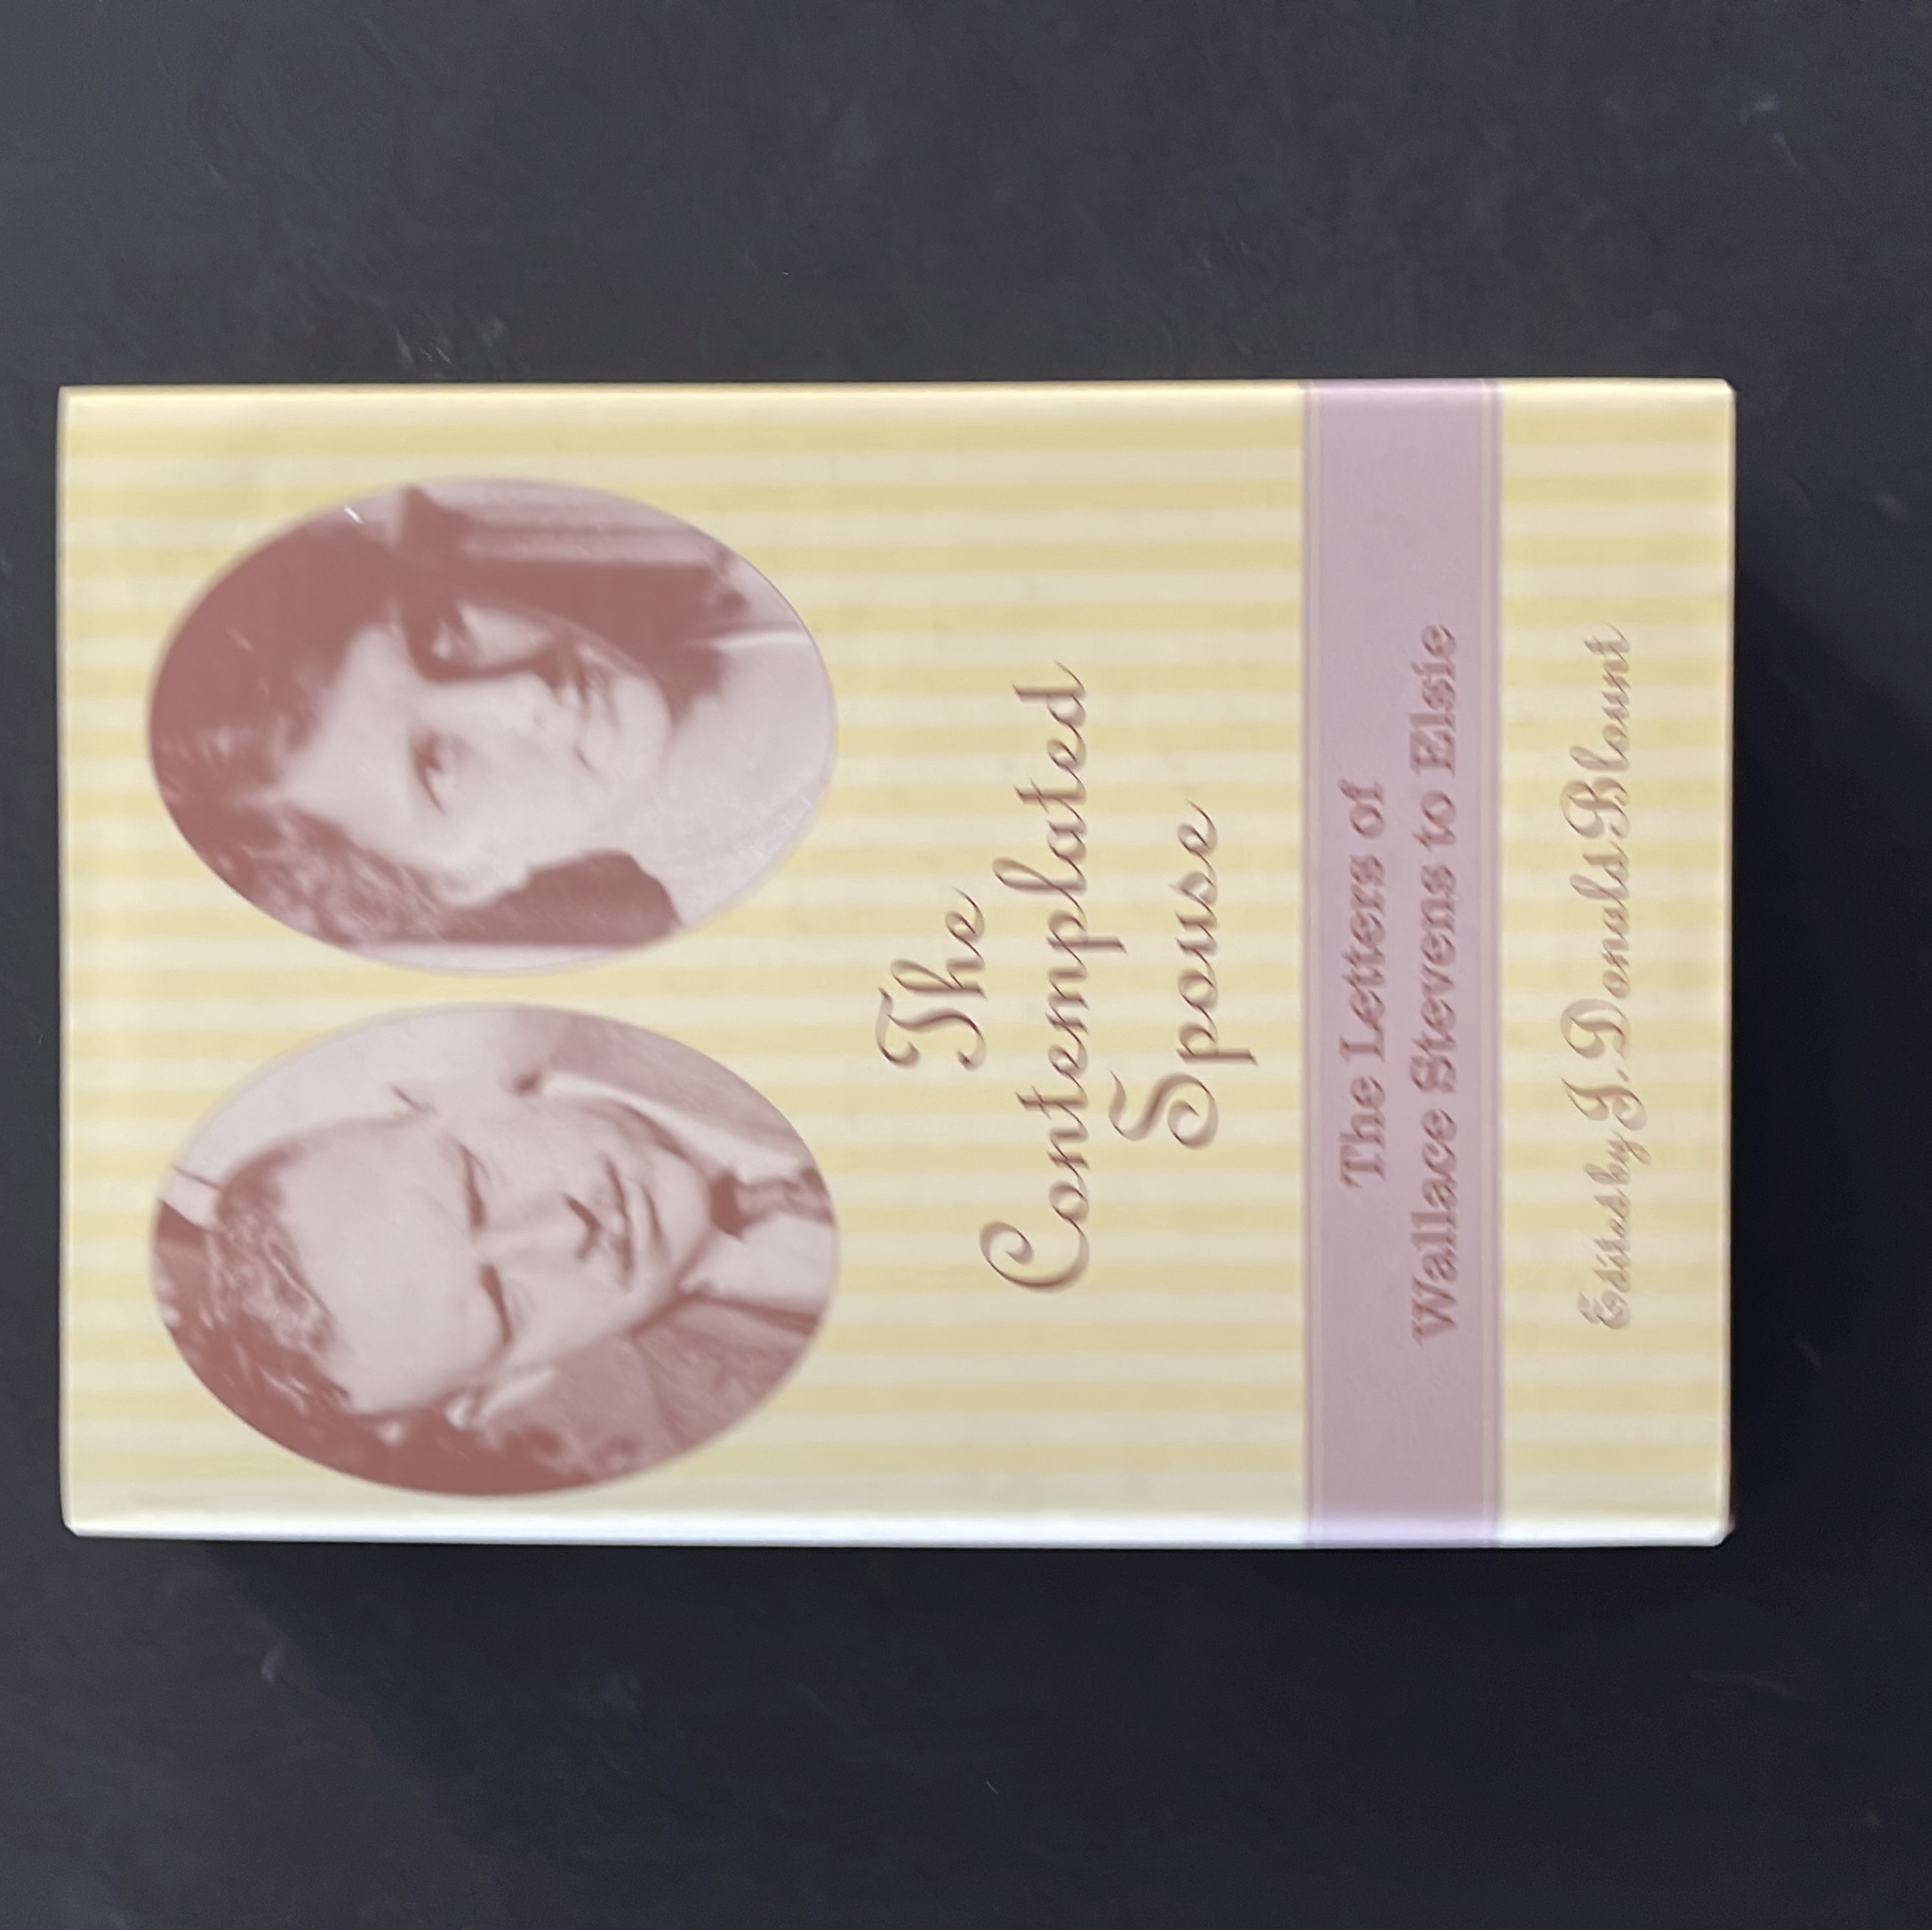 The
Contemplated
Spouse
The Letters of
Wallace Stevens to Elsie
Edited by J. Donald Blount